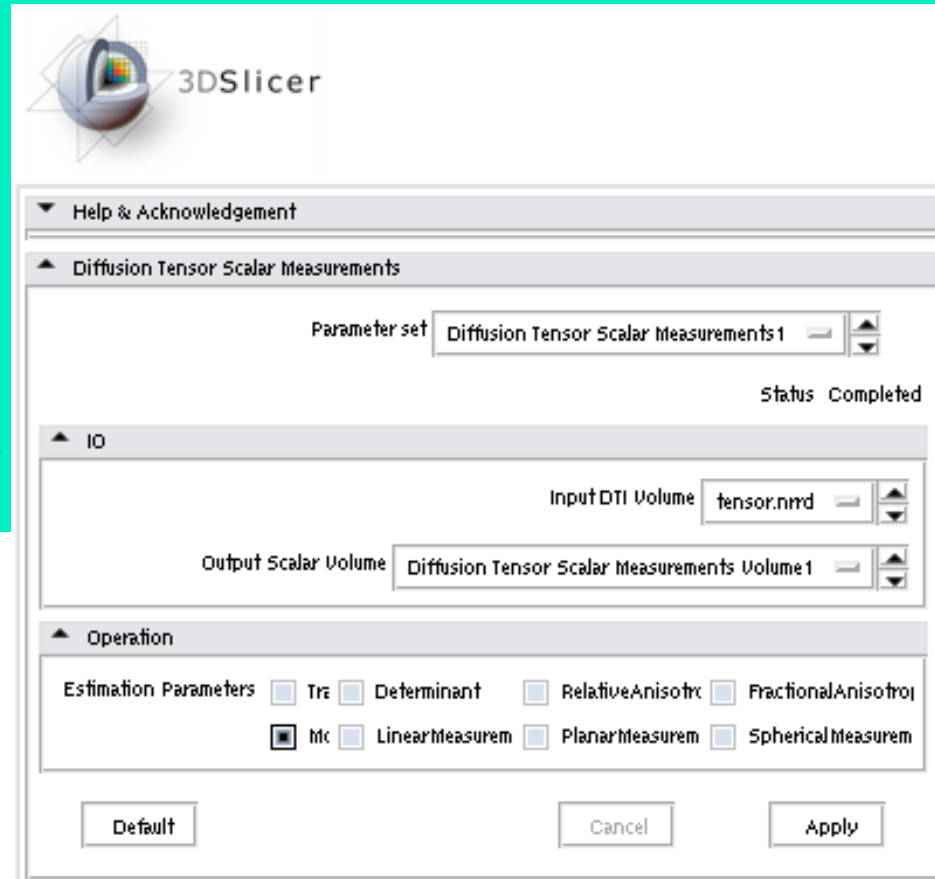 3DSlicer
Help & Acknowledgement
Diffusion Tensor Scalar Measurements
Parameter set Diffusion Tensor Scalar Measurements1
Status Completed
IO
Input DTI Volume tensor.nrrd
Output Scalar Volume Diffusion Tensor Scalar Measurements Volume1
Operation
Estimation Parameters Tra Determinant RelativeAnisotr FractionalAnisotrop
Mo LinearMeasurem PlanarMeasurem SphericalMeasurem
Default Cancel Apply